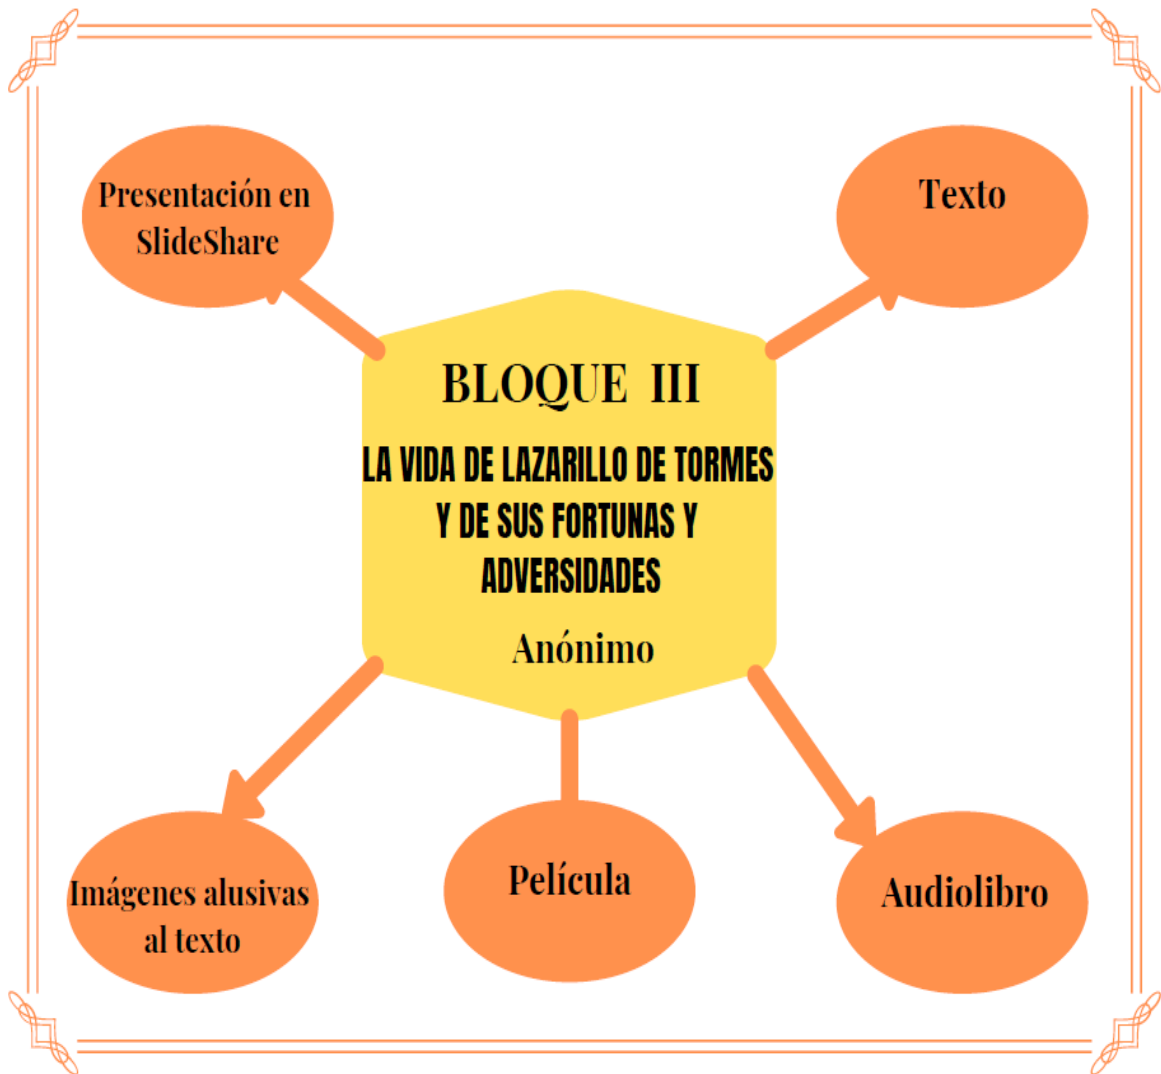 Presentación en
SlideShare
Texto
BLOQUE III
LA VIDA DE LAZARILLO DE TORMES
Y DE SUS FORTUNAS Y
ADVERSIDADES
Anónimo
Imágenes alusivas
al texto
Película
Audiolibro